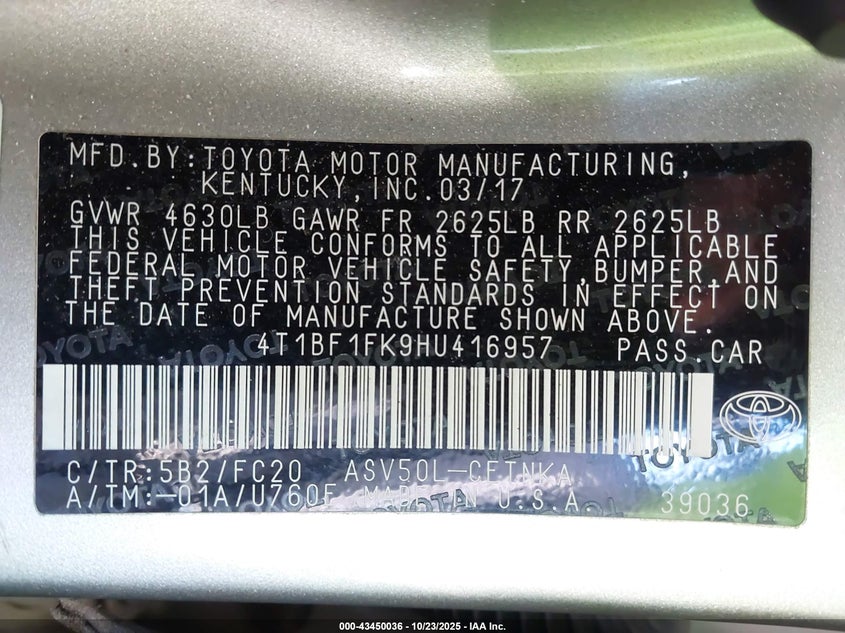 MFD. BY: TOYOTA MOTOR MANUFACTURING,
KENTUCKY, INC. 03/17
GVWR 4630LB GAWR FR 2625LB RR 2625LB
THIS VEHICLE CONFORMS TO ALL APPLICABLE
FEDERAL MOTOR VEHICLE SAFETY, BUMPER, AND
THEFT PREVENTION STANDARDS IN EFFECT ON
THE DATE OF MANUFACTURE SHOWN ABOVE.
4T1BF1FK9HU416957 PASS. CAR
C/TR: 5B2/FC20 ASV50L-CETNKA
A/TM: -01A/U760E MADE IN U.S.A. 39036
000-43450036 - 10/23/2025 - IAA Inc.